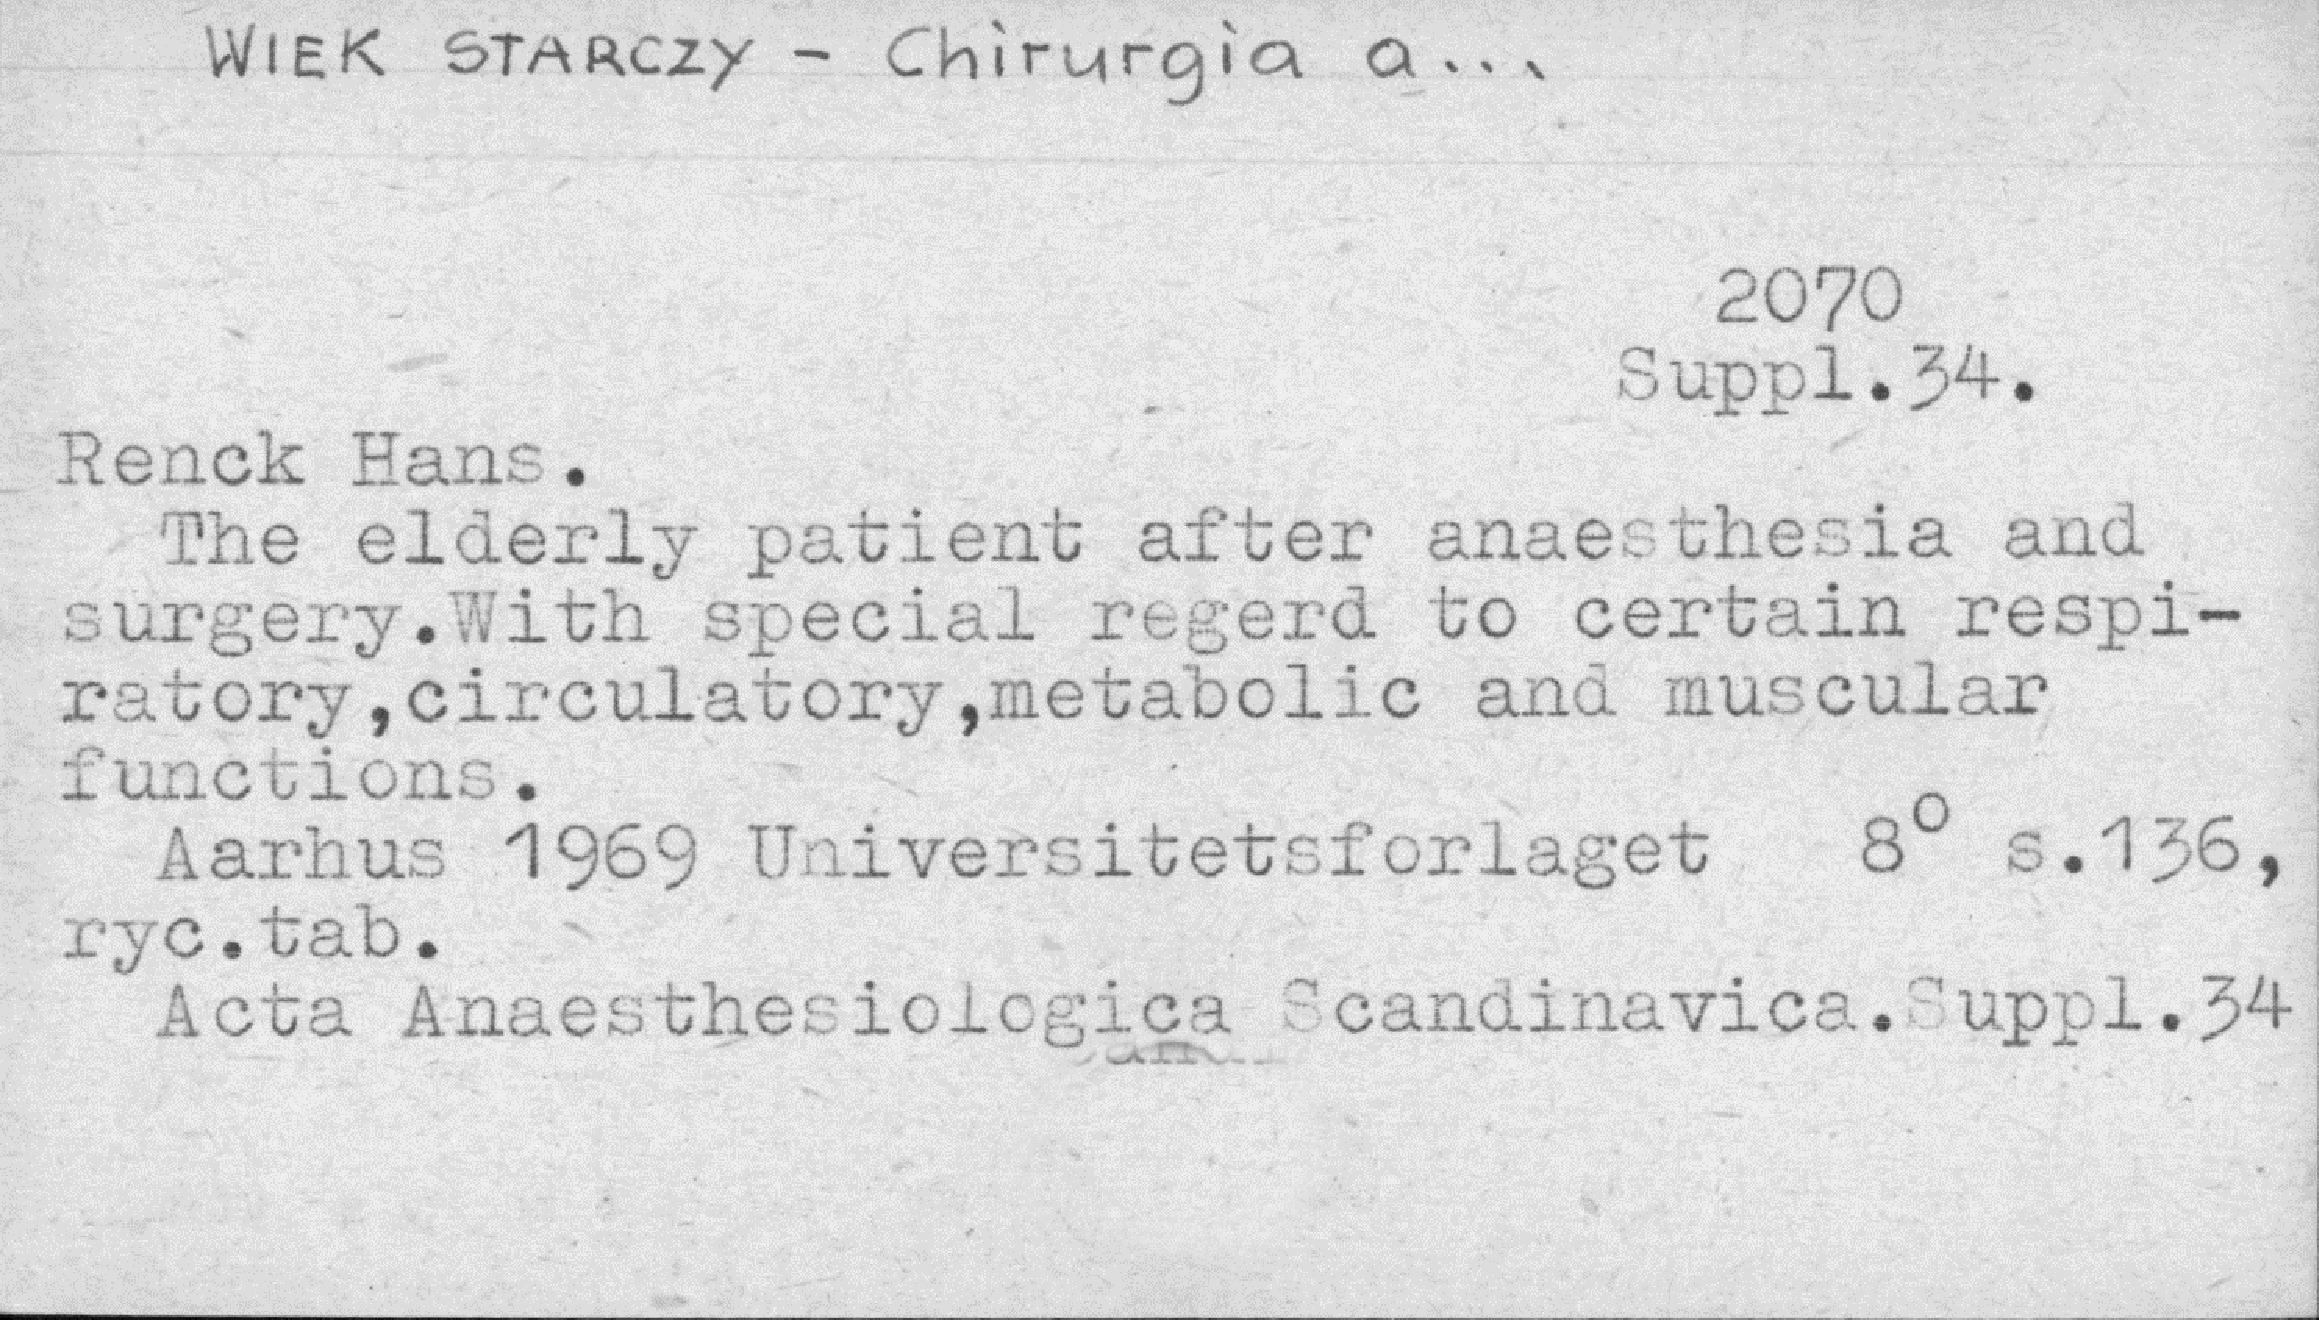 WIEK STARCZY - Chirurgia a...
2070
Suppl.34.
Renck Hans.
The elderly patient after anaesthesia and
surgery.With special regerd to certain respi-
ratory,circulatory,metabolic and muscular
functions.
Aarhus 1969 Universitetsforlaget 8° s.136,
ryc.tab.
Acta Anaesthesiologica Scandinavica.Suppl.34